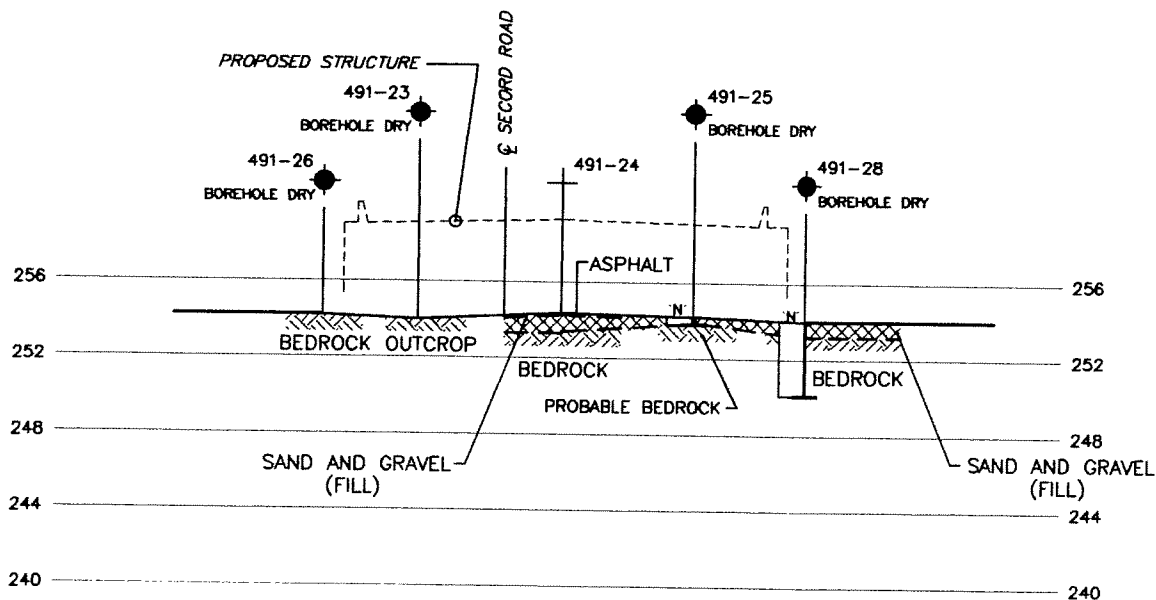 PROPOSED STRUCTURE
℄ SECORD ROAD
491-23
BOREHOLE DRY
491-25
BOREHOLE DRY
491-26
BOREHOLE DRY
491-24
491-28
BOREHOLE DRY
256
ASPHALT
256
'N'
'N'
BEDROCK OUTCROP
252
BEDROCK
BEDROCK
252
PROBABLE BEDROCK
248
248
SAND AND GRAVEL
(FILL)
SAND AND GRAVEL
(FILL)
244
244
240
240